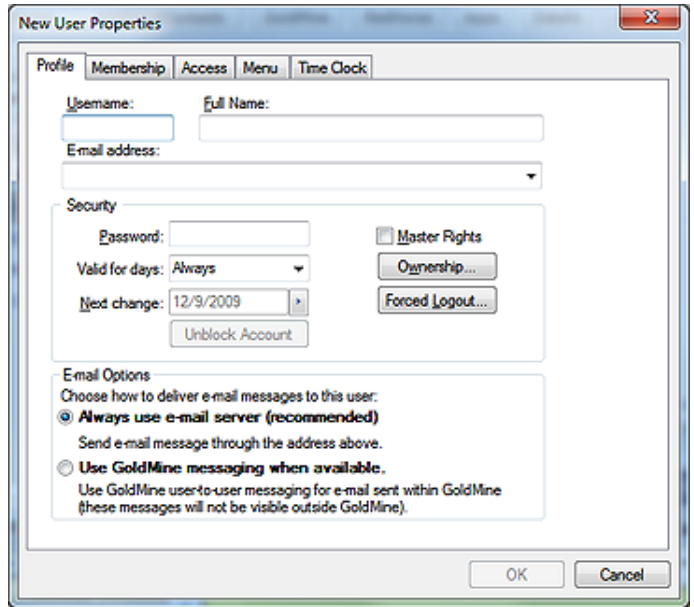 New User Properties
Profile Membership Access Menu Time Clock
Username: Full Name:
E-mail address:
Security
Password: Master Rights
Valid for days: Always Ownership...
Next change: 12/9/2009 Forced Logout...
Unblock Account
E-mail Options
Choose how to deliver e-mail messages to this user:
Always use e-mail server (recommended)
Send e-mail message through the address above.
Use GoldMine messaging when available.
Use GoldMine user-to-user messaging for e-mail sent within GoldMine
(these messages will not be visible outside GoldMine).
OK Cancel